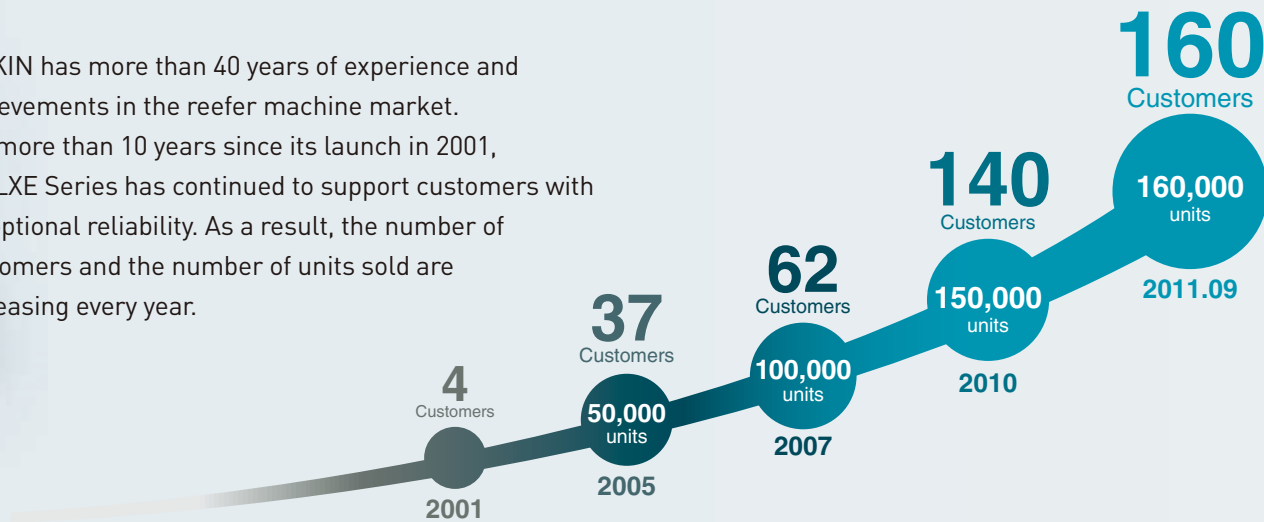 KIN has more than 40 years of experience and
evements in the reefer machine market.
more than 10 years since its launch in 2001,
LXE Series has continued to support customers with
ptional reliability. As a result, the number of
omers and the number of units sold are
easing every year.
4
Customers
2001
37
Customers
50,000
units
2005
62
Customers
100,000
units
2007
140
Customers
150,000
units
2010
160
Customers
160,000
units
2011.09